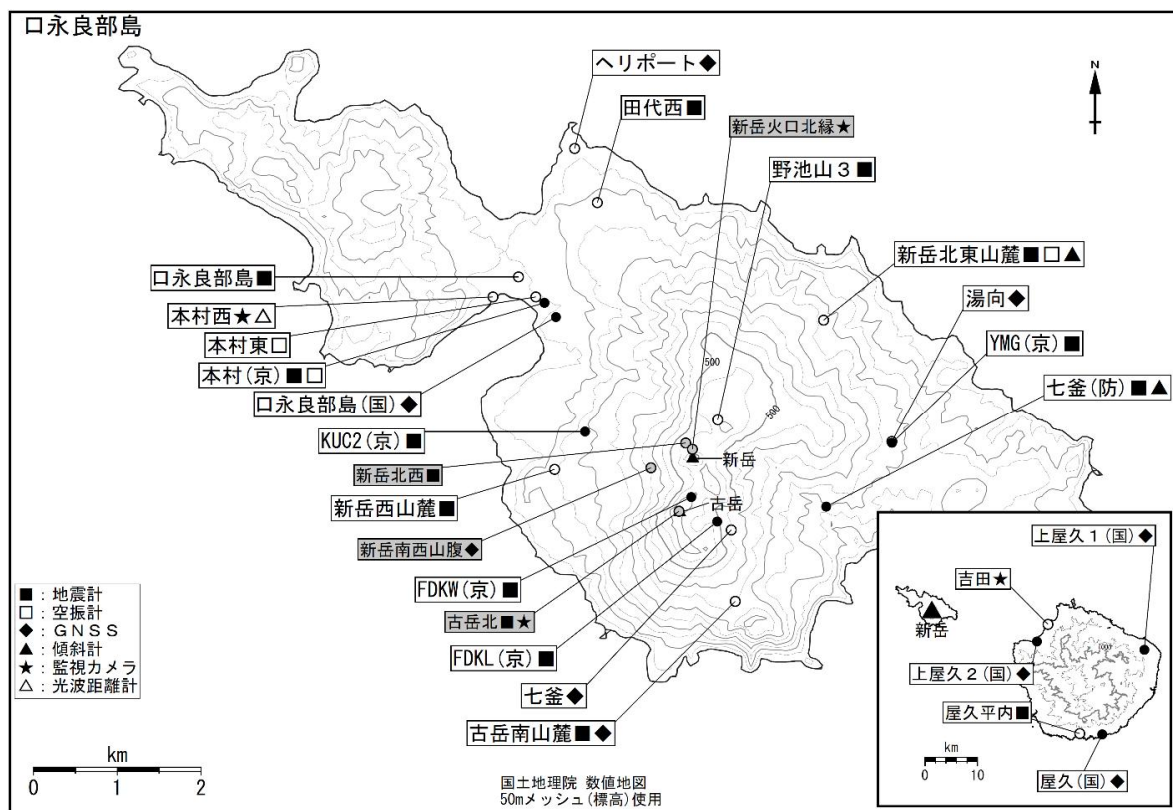 口永良部島
N
ヘリポート◆
田代西■
新岳火口北縁★
野池山３■
新岳北東山麓■□▲
湯向◆
YMG(京)■
七釜(防)■▲
口永良部島■
本村西★△
本村東□
本村(京)■□
口永良部島(国)◆
KUC2(京)■
新岳北西■
新岳西山麓■
新岳南西山腹◆
FDKW(京)■
古岳北■★
FDKL(京)■
七釜◆
古岳南山麓■◆
500
500
新岳
古岳
■：地震計
□：空振計
◆：ＧＮＳＳ
▲：傾斜計
★：監視カメラ
△：光波距離計
km
0 1 2
国土地理院 数値地図
50mメッシュ(標高)使用
上屋久１(国)◆
吉田★
新岳
1000
上屋久２(国)◆
屋久平内■
km
0 10
屋久(国)◆